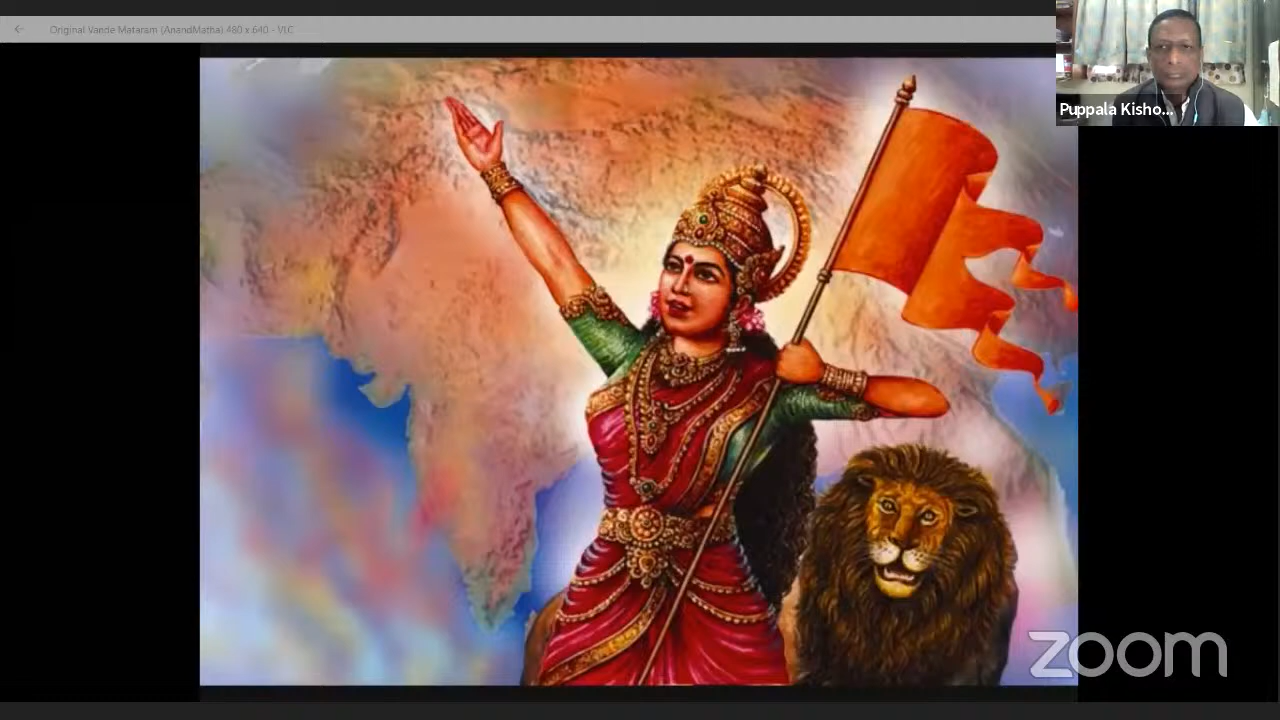 Original Vande Mataram (AnandMatha) 480 x 640 - VLC
Puppala Kisho...
zoom